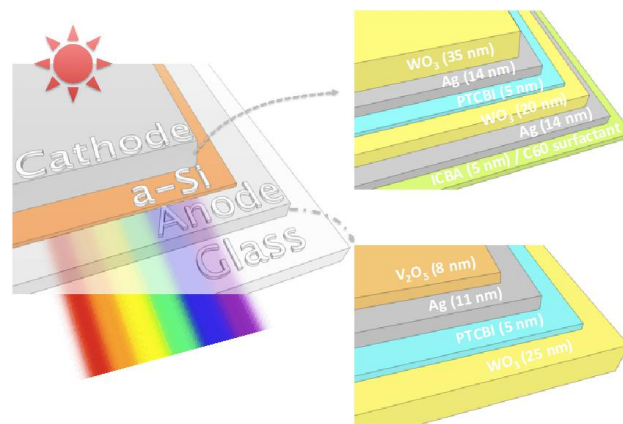 Cathode
a-Si
Anode
Glass
WO₃ (35 nm)
Ag (14 nm)
PTCBI (5 nm)
WO₃ (20 nm)
Ag (14 nm)
ICBA (5 nm) / C60 surfactant
V₂O₅ (8 nm)
Ag (11 nm)
PTCBI (5 nm)
WO₃ (25 nm)